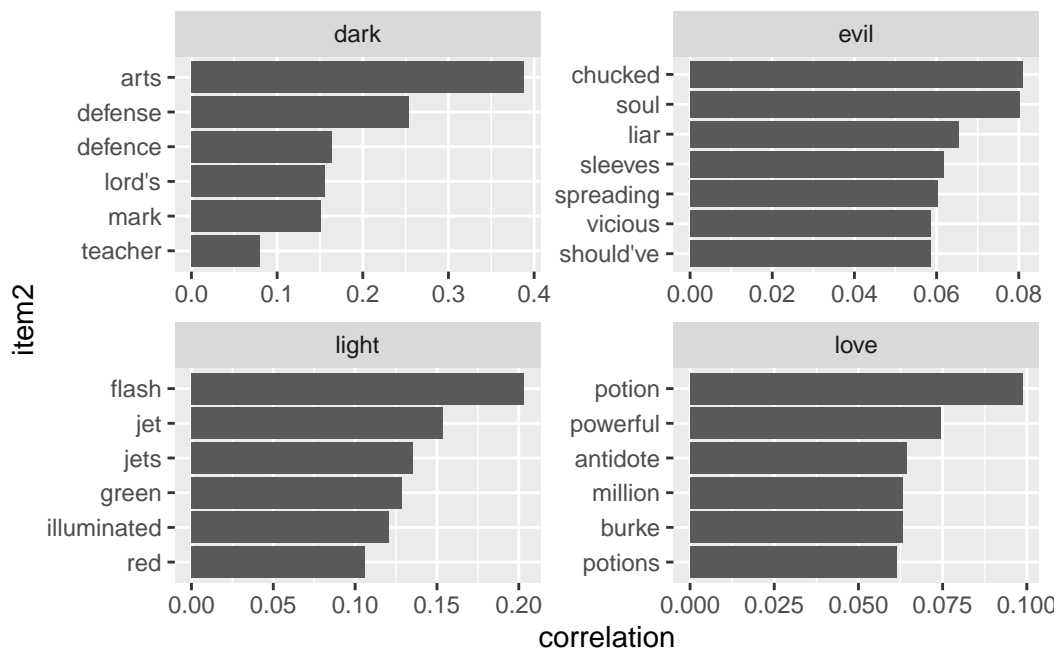 dark
arts
defense
defence
lord's
mark
teacher
0.0 0.1 0.2 0.3 0.4
evil
chucked
soul
liar
sleeves
spreading
vicious
should've
0.00 0.02 0.04 0.06 0.08
light
flash
jet
jets
green
illuminated
red
0.00 0.05 0.10 0.15 0.20
love
potion
powerful
antidote
million
burke
potions
0.000 0.025 0.050 0.075 0.100
item2
correlation